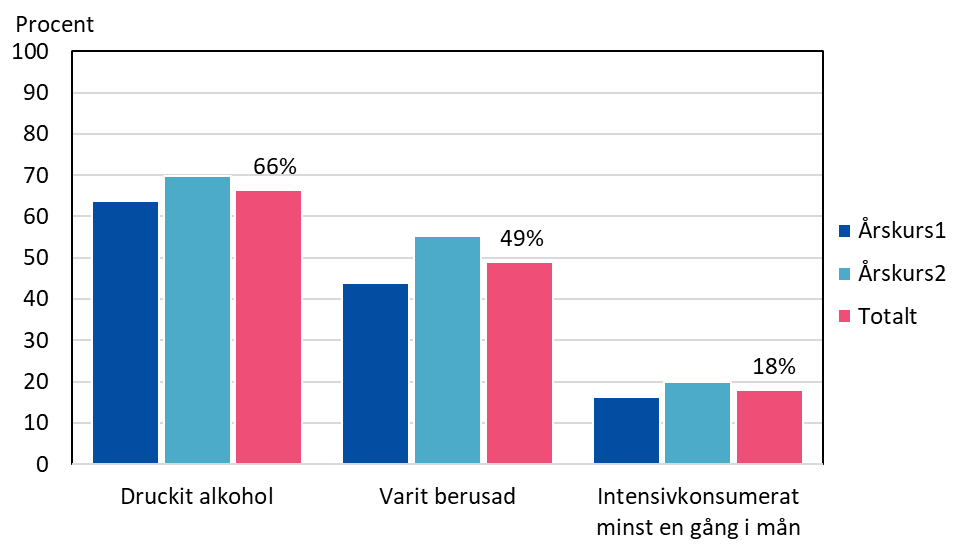 Procent
100
90
80
70
60
50
40
30
20
10
0
66%
49%
18%
Druckit alkohol
Varit berusad
Intensivkonsumerat
minst en gång i mån
Årskurs1
Årskurs2
Totalt